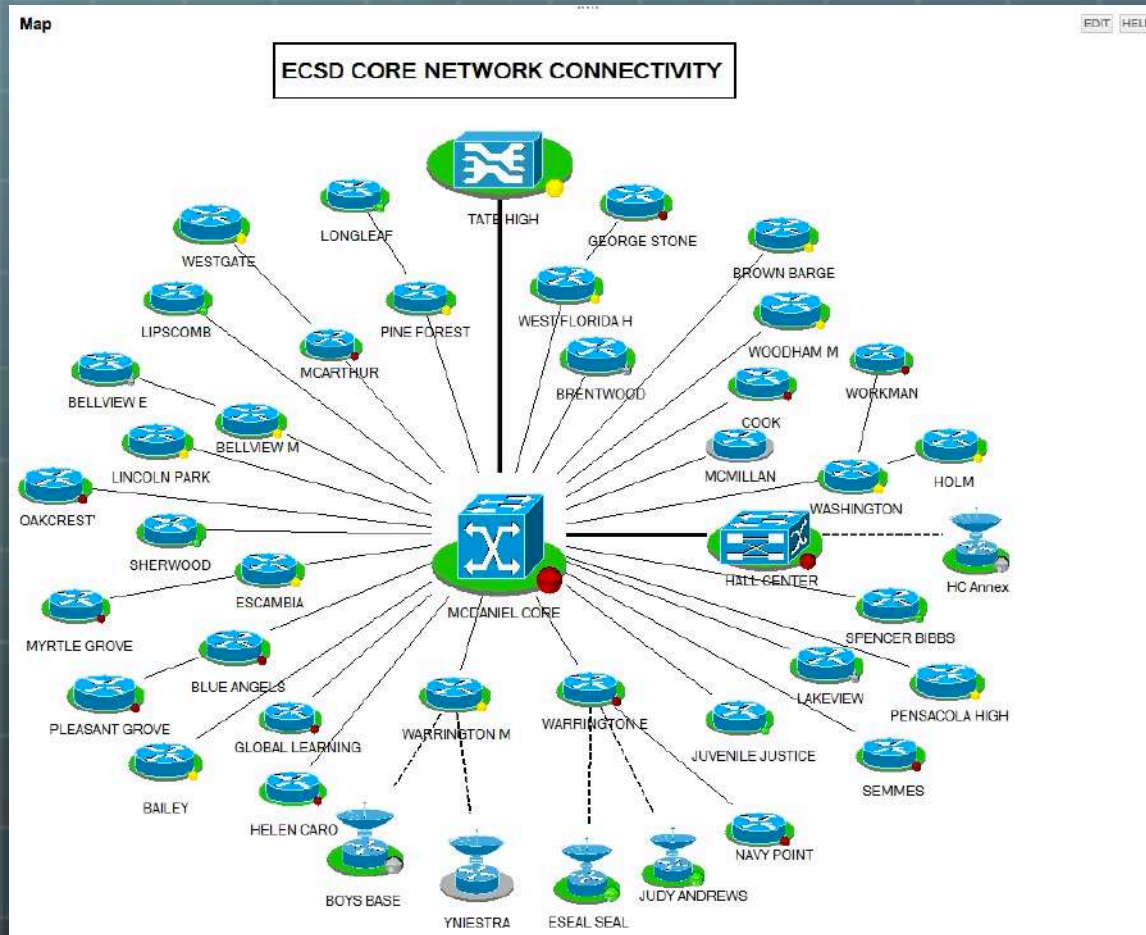 Map
EDIT HELP
ECSD CORE NETWORK CONNECTIVITY
TATE HIGH
LONGLEAF
GEORGE STONE
WESTGATE
BROWN BARGE
LIPSCOMB
PINE FOREST
WEST FLORIDA H
WOODHAM M
MCARTHUR
BRENTWOOD
WORKMAN
BELLVIEW E
COOK
BELLVIEW M
LINCOLN PARK
MCMILLAN
HOLM
OAKCREST'
WASHINGTON
SHERWOOD
HALL CENTER
HC Annex
ESCAMBIA
MCDANIEL CORE
SPENCER BIBBS
MYRTLE GROVE
BLUE ANGELS
LAKEVIEW
PENSACOLA HIGH
PLEASANT GROVE
GLOBAL LEARNING
WARRINGTON M
WARRINGTON E
JUVENILE JUSTICE
SEMMES
BAILEY
HELEN CARO
NAVY POINT
BOYS BASE
JUDY ANDREWS
YNIESTRA
ESEAL SEAL